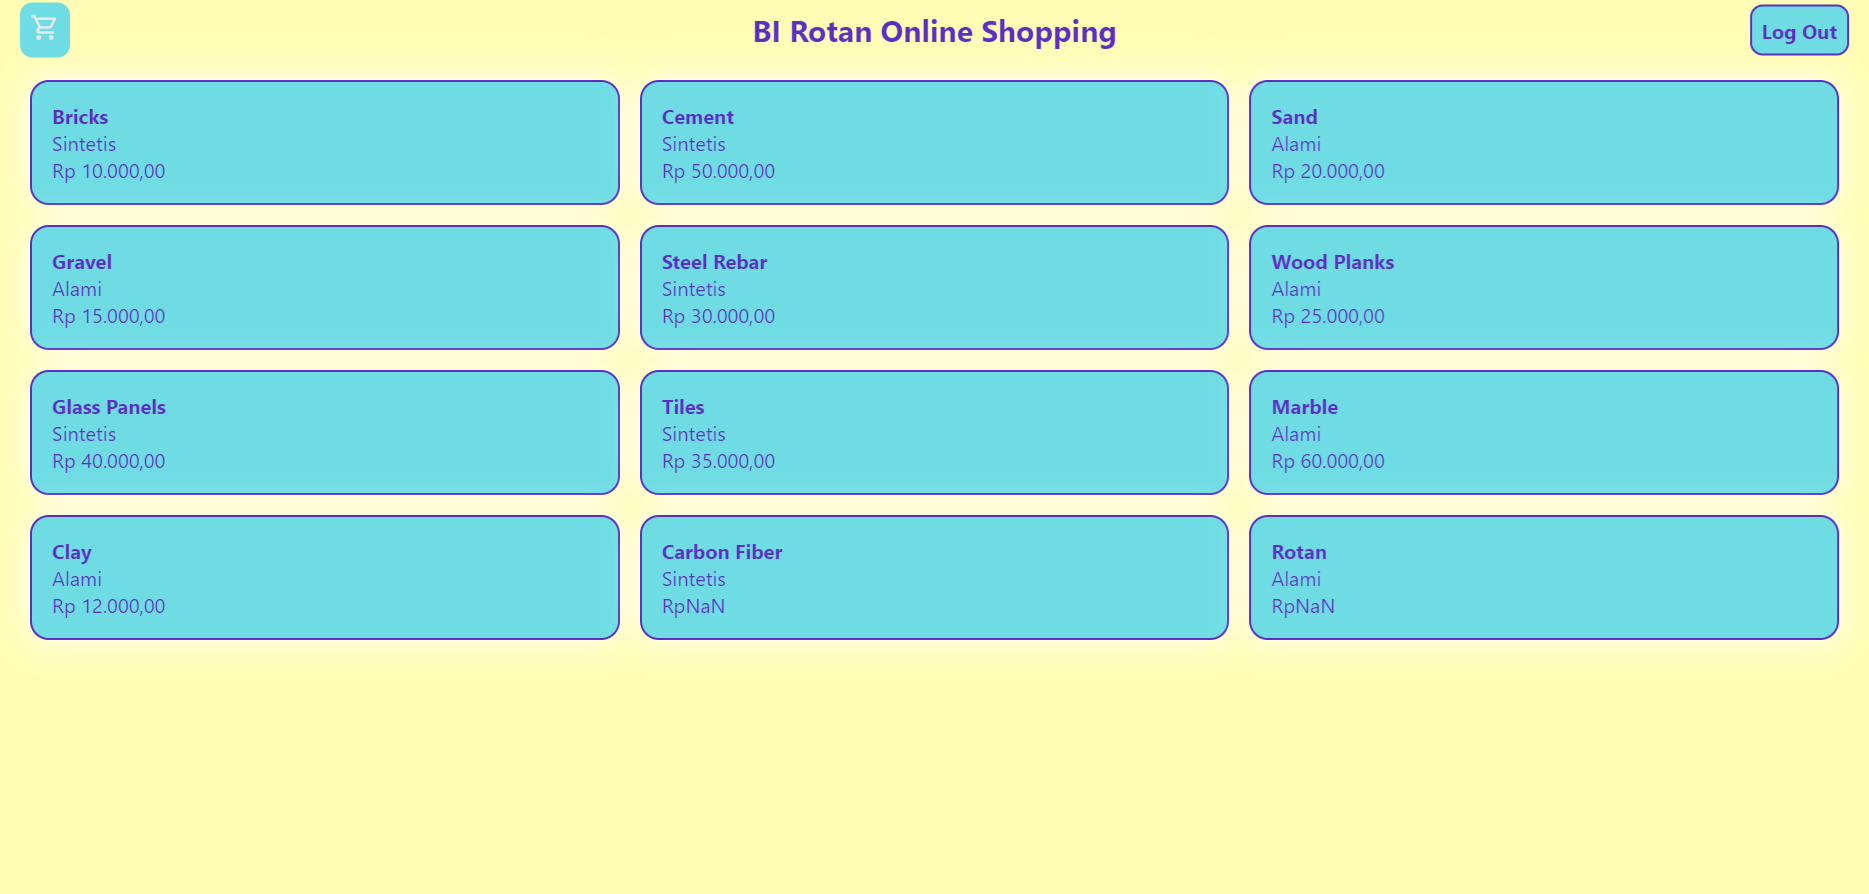 BI Rotan Online Shopping
Log Out
Bricks
Sintetis
Rp 10.000,00
Cement
Sintetis
Rp 50.000,00
Sand
Alami
Rp 20.000,00
Gravel
Alami
Rp 15.000,00
Steel Rebar
Sintetis
Rp 30.000,00
Wood Planks
Alami
Rp 25.000,00
Glass Panels
Sintetis
Rp 40.000,00
Tiles
Sintetis
Rp 35.000,00
Marble
Alami
Rp 60.000,00
Clay
Alami
Rp 12.000,00
Carbon Fiber
Sintetis
RpNaN
Rotan
Alami
RpNaN